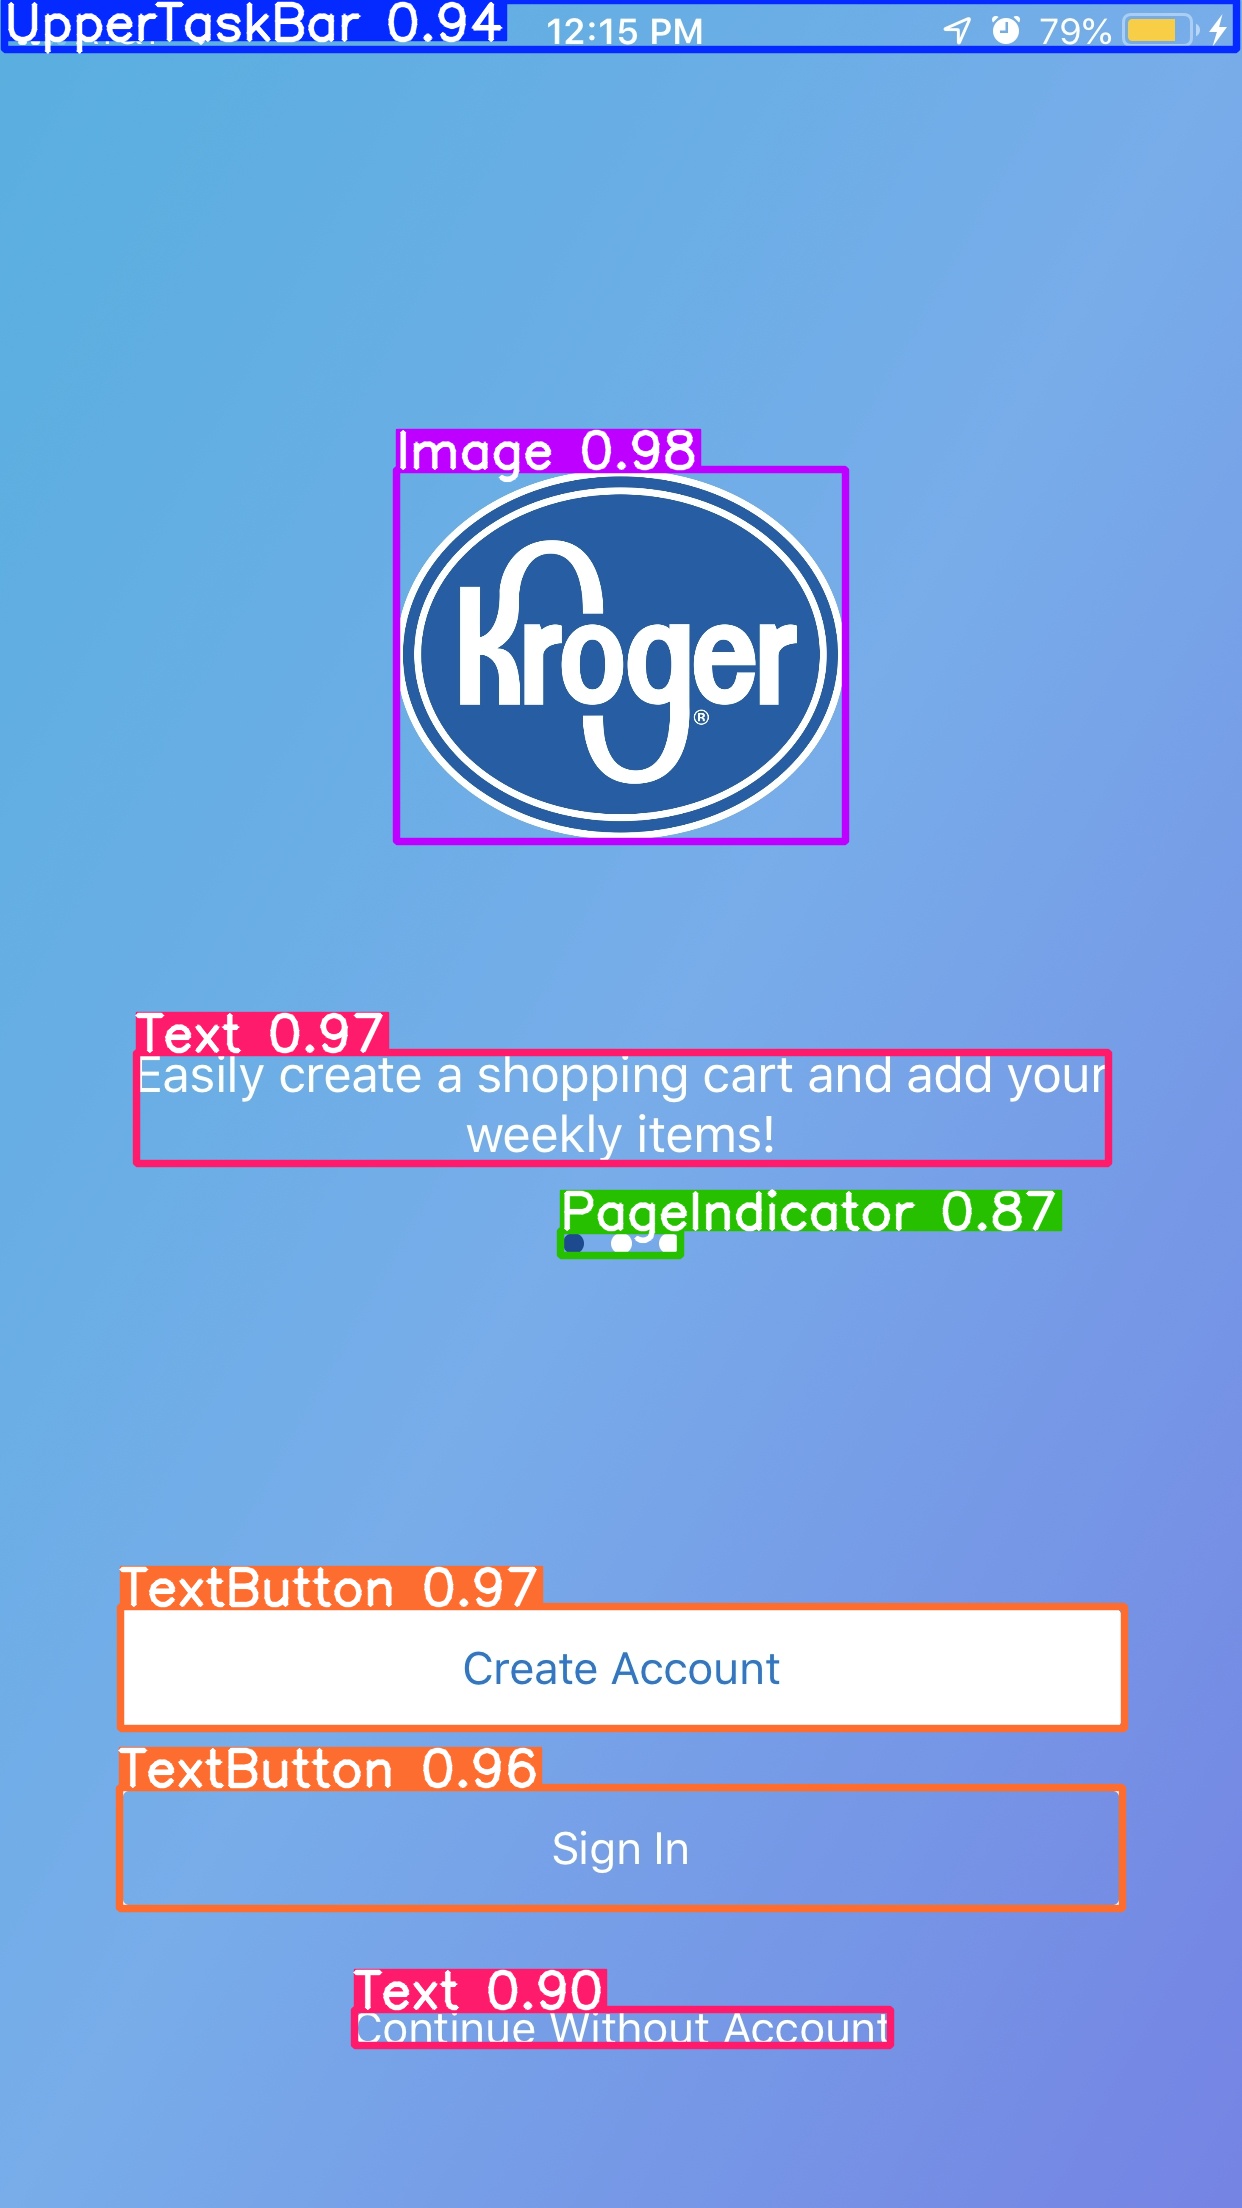 UpperTaskBar 0.94
12:15 PM
79%
Image 0.98
Kroger
®
Text 0.97
Easily create a shopping cart and add your
weekly items!
PageIndicator 0.87
TextButton 0.97
Create Account
TextButton 0.96
Sign In
Text 0.90
Continue Without Account